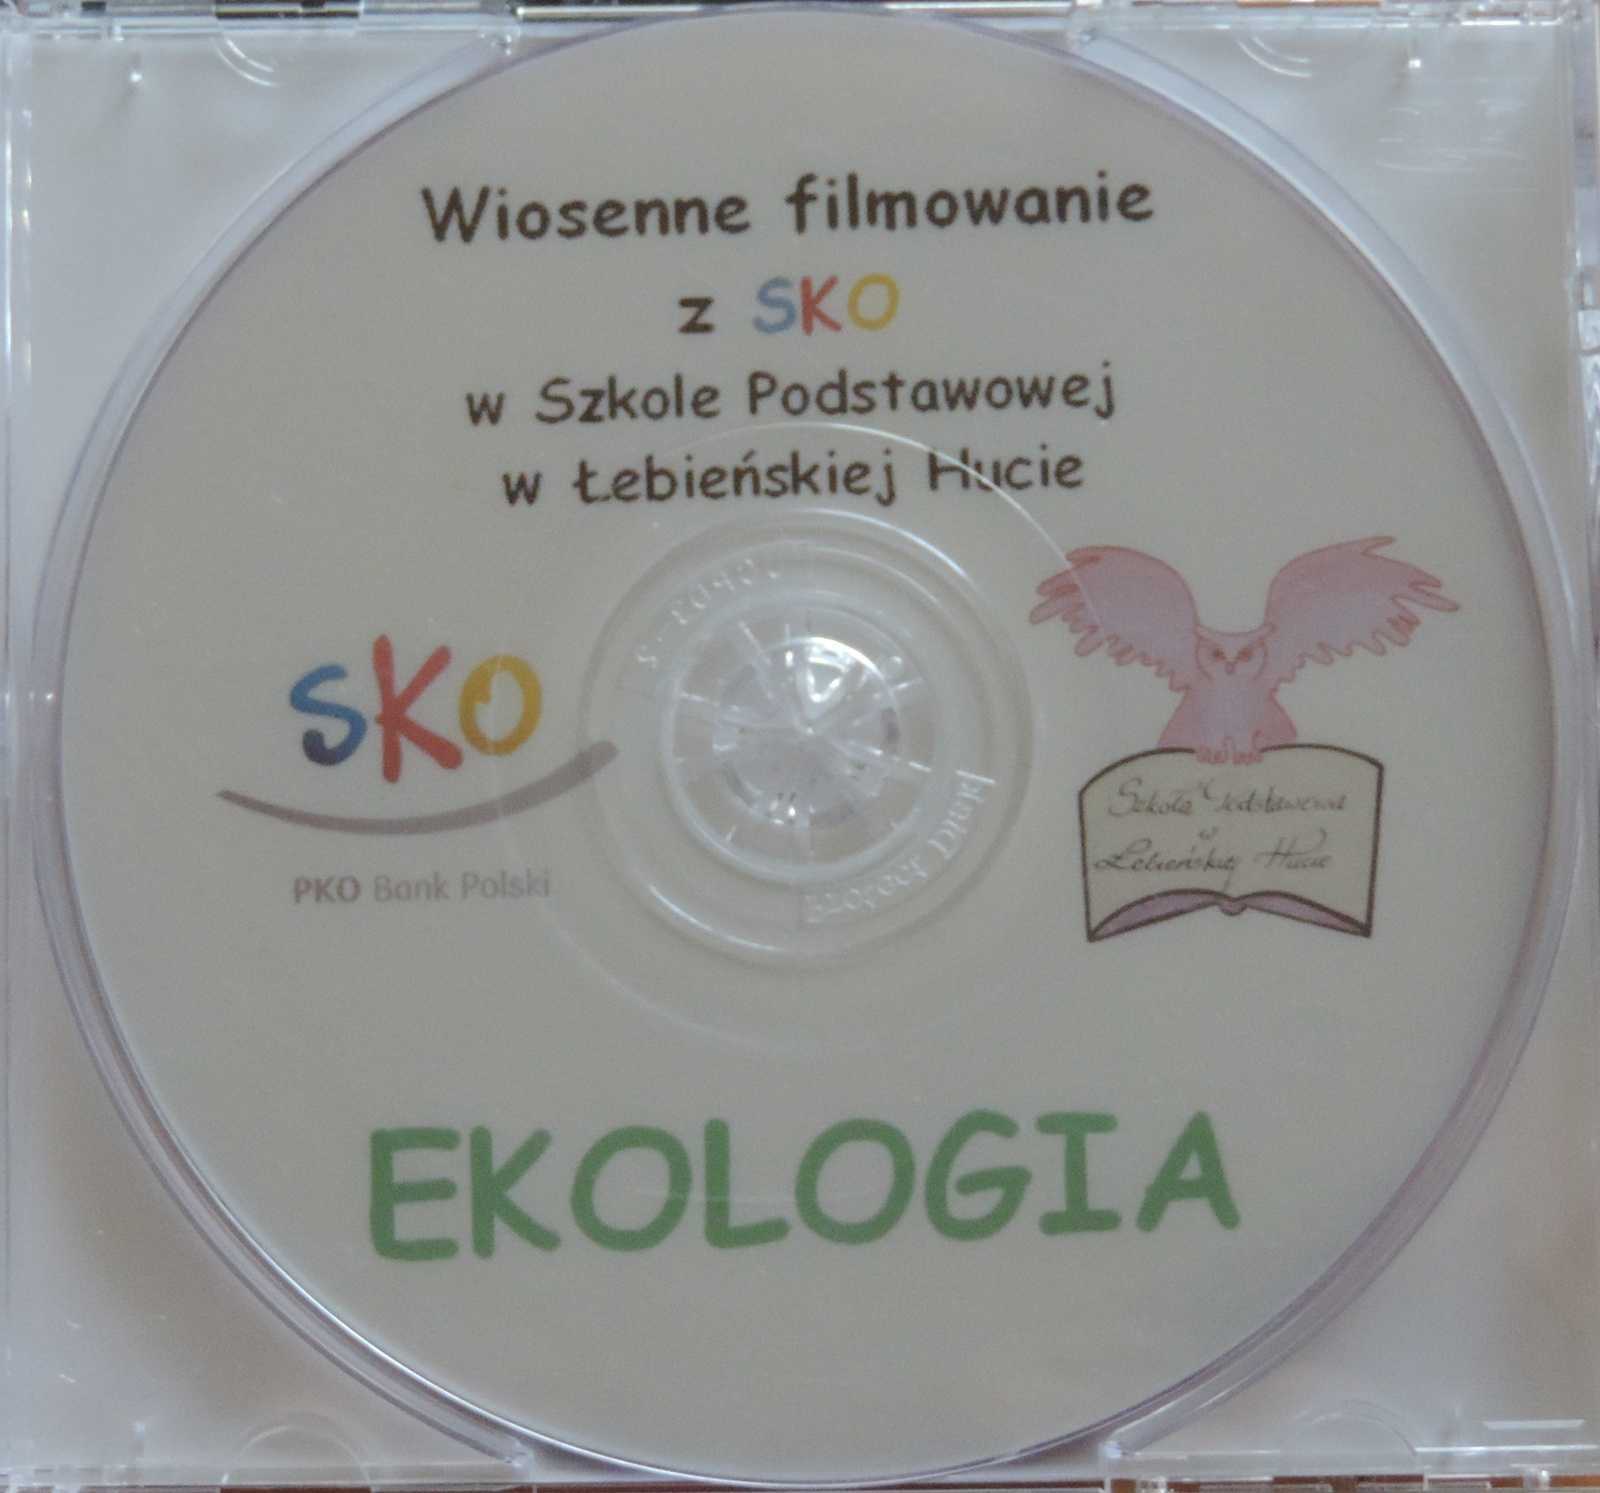 Wiosenne filmowanie
z SKO
w Szkole Podstawowej
w Łebieńskiej Hucie
SKO
PKO Bank Polski
Szkoła Podstawowa
w
Łebieńskiej Hucie
EKOLOGIA